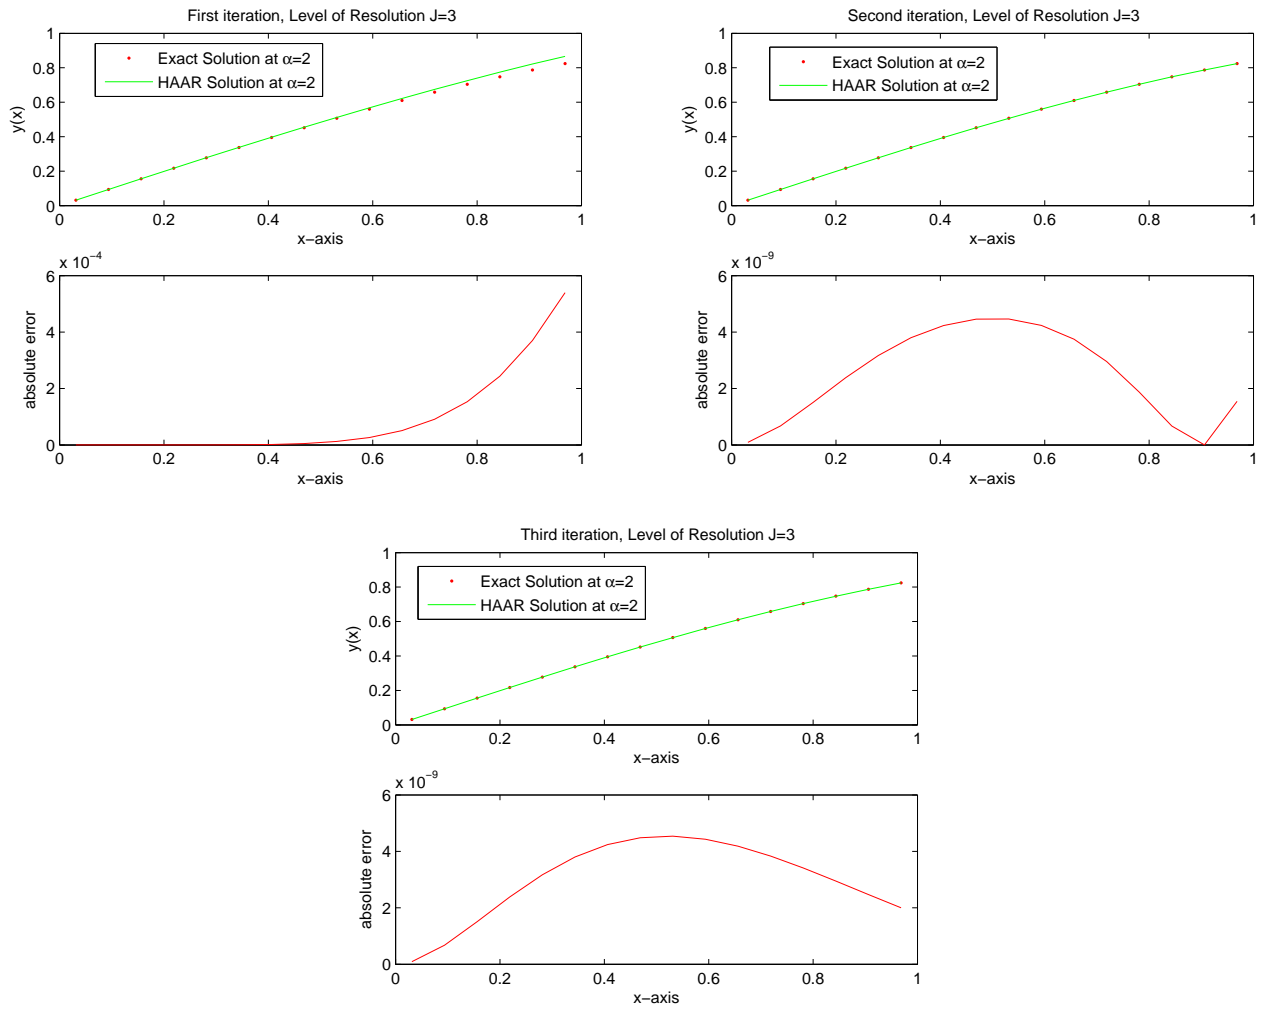 First iteration, Level of Resolution J=3
1
0.8
0.6
0.4
0.2
0
y(x)
Exact Solution at α=2
HAAR Solution at α=2
0 0.2 0.4 0.6 0.8 1
x−axis
x 10⁻⁴
6
4
2
0
absolute error
0 0.2 0.4 0.6 0.8 1
x−axis
Second iteration, Level of Resolution J=3
1
0.8
0.6
0.4
0.2
0
y(x)
Exact Solution at α=2
HAAR Solution at α=2
0 0.2 0.4 0.6 0.8 1
x−axis
x 10⁻⁹
6
4
2
0
absolute error
0 0.2 0.4 0.6 0.8 1
x−axis
Third iteration, Level of Resolution J=3
1
0.8
0.6
0.4
0.2
0
y(x)
Exact Solution at α=2
HAAR Solution at α=2
0 0.2 0.4 0.6 0.8 1
x−axis
x 10⁻⁹
6
4
2
0
absolute error
0 0.2 0.4 0.6 0.8 1
x−axis